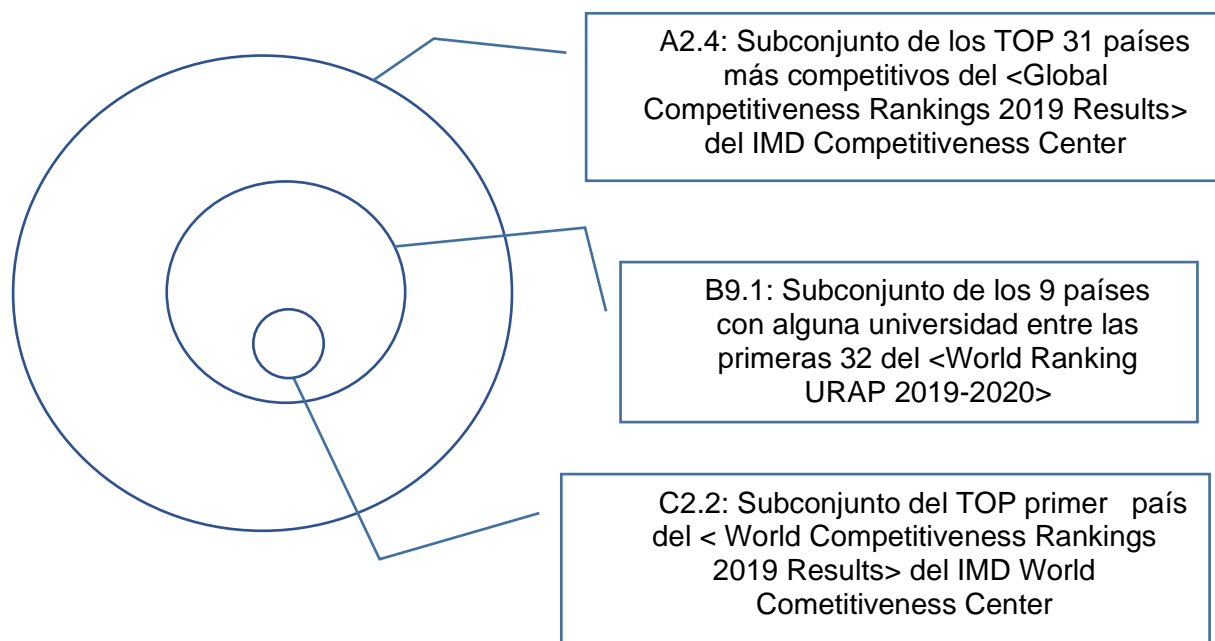 A2.4: Subconjunto de los TOP 31 países
más competitivos del <Global
Competitiveness Rankings 2019 Results>
del IMD Competitiveness Center
B9.1: Subconjunto de los 9 países
con alguna universidad entre las
primeras 32 del <World Ranking
URAP 2019-2020>
C2.2: Subconjunto del TOP primer país
del < World Competitiveness Rankings
2019 Results> del IMD World
Cometitiveness Center